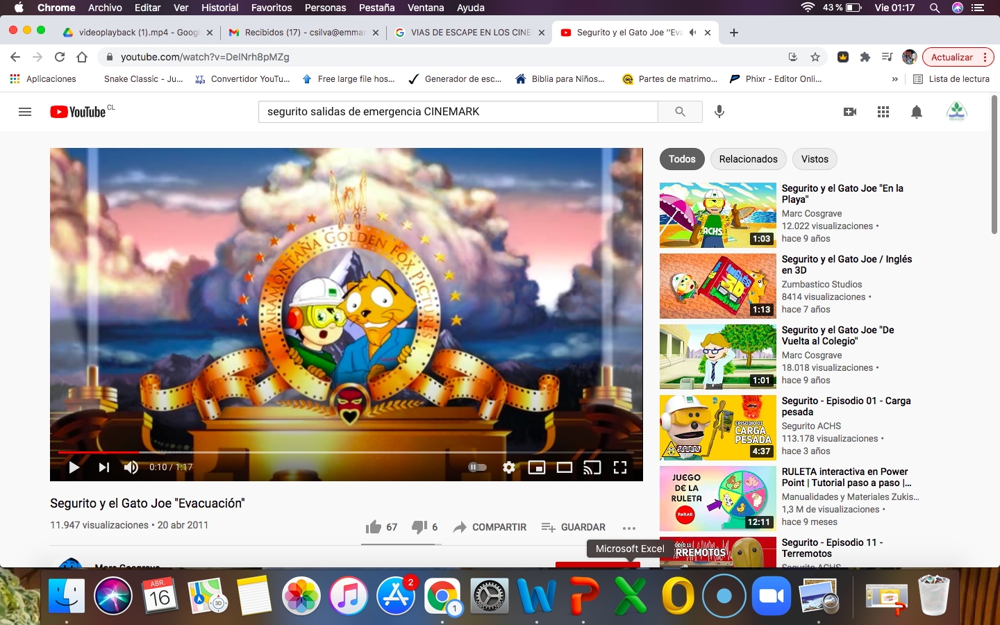 Chrome Archivo Editar Ver Historial Favoritos Personas Pestaña Ventana Ayuda 43 % Vie 01:17
videoplayback (1).mp4 - Googl
Recibidos (17) - csilva@emmar
VIAS DE ESCAPE EN LOS CINE
Segurito y el Gato Joe "Eva
youtube.com/watch?v=DeINrh8pMZg
Actualizar
Aplicaciones
Snake Classic - Ju...
YT mp3
Convertidor YouTu...
Free large file hos...
Generador de esc...
Biblia para Niños...
Partes de matrimo...
Phixr - Editor Onli...
»
Lista de lectura
YouTube CL
segurito salidas de emergencia CINEMARK
PARAMONTAÑA GOLDEN FOX PICTURES
0:10 / 1:17
Segurito y el Gato Joe "Evacuación"
11.947 visualizaciones • 20 abr 2011
67
6
COMPARTIR
GUARDAR
Microsoft Excel
Todos
Relacionados
Vistos
ACHS
1:03
Segurito y el Gato Joe "En la
Playa"
Marc Cosgrave
12.022 visualizaciones •
hace 9 años
INGLÉS
3D
1:13
Segurito y el Gato Joe / Inglés
en 3D
Zumbastico Studios
8414 visualizaciones •
hace 7 años
1:01
Segurito y el Gato Joe "De
Vuelta al Colegio"
Marc Cosgrave
18.018 visualizaciones •
hace 9 años
EPISODIO 01
CARGA
PESADA
SEGURITO
4:37
Segurito - Episodio 01 - Carga
pesada
Segurito ACHS
113.178 visualizaciones •
hace 3 años
JUEGO
DE LA
RULETA
PARAR
12:11
RULETA interactiva en Power
Point | Tutorial paso a paso |...
Manualidades y Materiales Zukis...
1,3 M de visualizaciones •
hace 9 meses
Segurito - Episodio 11 -
Terremotos
Segurito ACHS
Marc Cosgrave
ABR.
16
3D
2
1